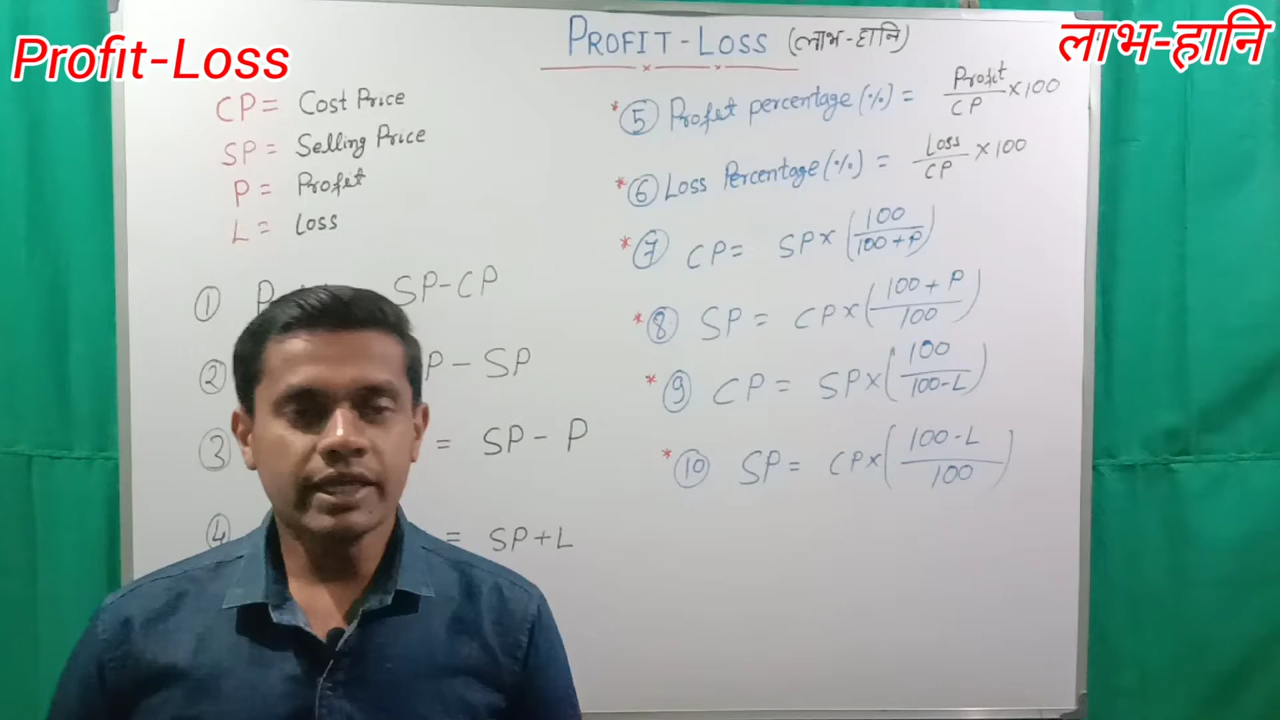 Profit-Loss
लाभ-हानि
PROFIT-LOSS (लाभ-हानि)
CP = Cost Price
SP = Selling Price
P = Profit
L = Loss
① SP-CP
② P - SP
③ = SP - P
④ = SP+L
*⑤ Profit percentage (%) = Profit/CP × 100
*⑥ Loss Percentage (%) = Loss/CP × 100
*⑦ CP = SP × (100/100+P)
*⑧ SP = CP × (100+P/100)
*⑨ CP = SP × (100/100-L)
*⑩ SP = CP × (100-L/100)